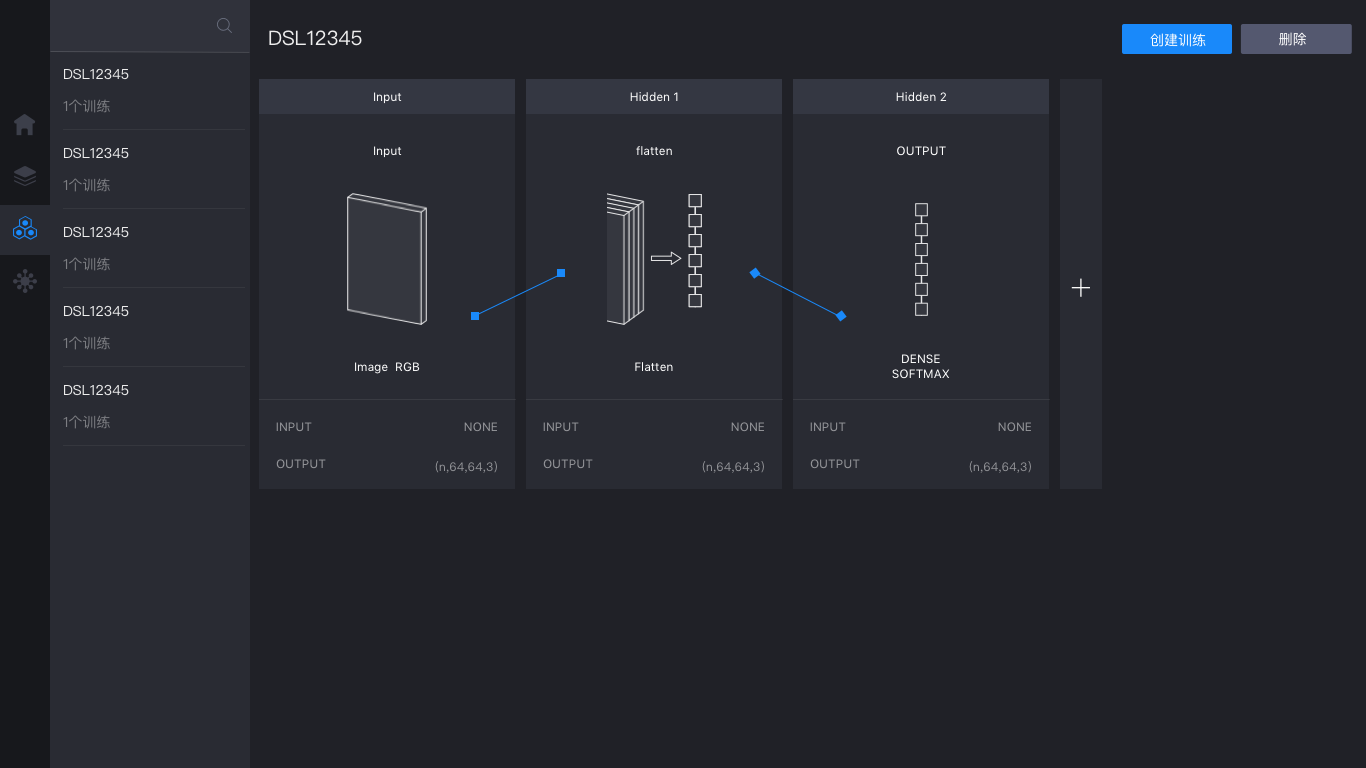 DSL12345
1个训练
DSL12345
1个训练
DSL12345
1个训练
DSL12345
1个训练
DSL12345
1个训练
DSL12345
创建训练
删除
Input
Input
Image RGB
INPUT NONE
OUTPUT (n,64,64,3)
Hidden 1
flatten
Flatten
INPUT NONE
OUTPUT (n,64,64,3)
Hidden 2
OUTPUT
DENSE
SOFTMAX
INPUT NONE
OUTPUT (n,64,64,3)